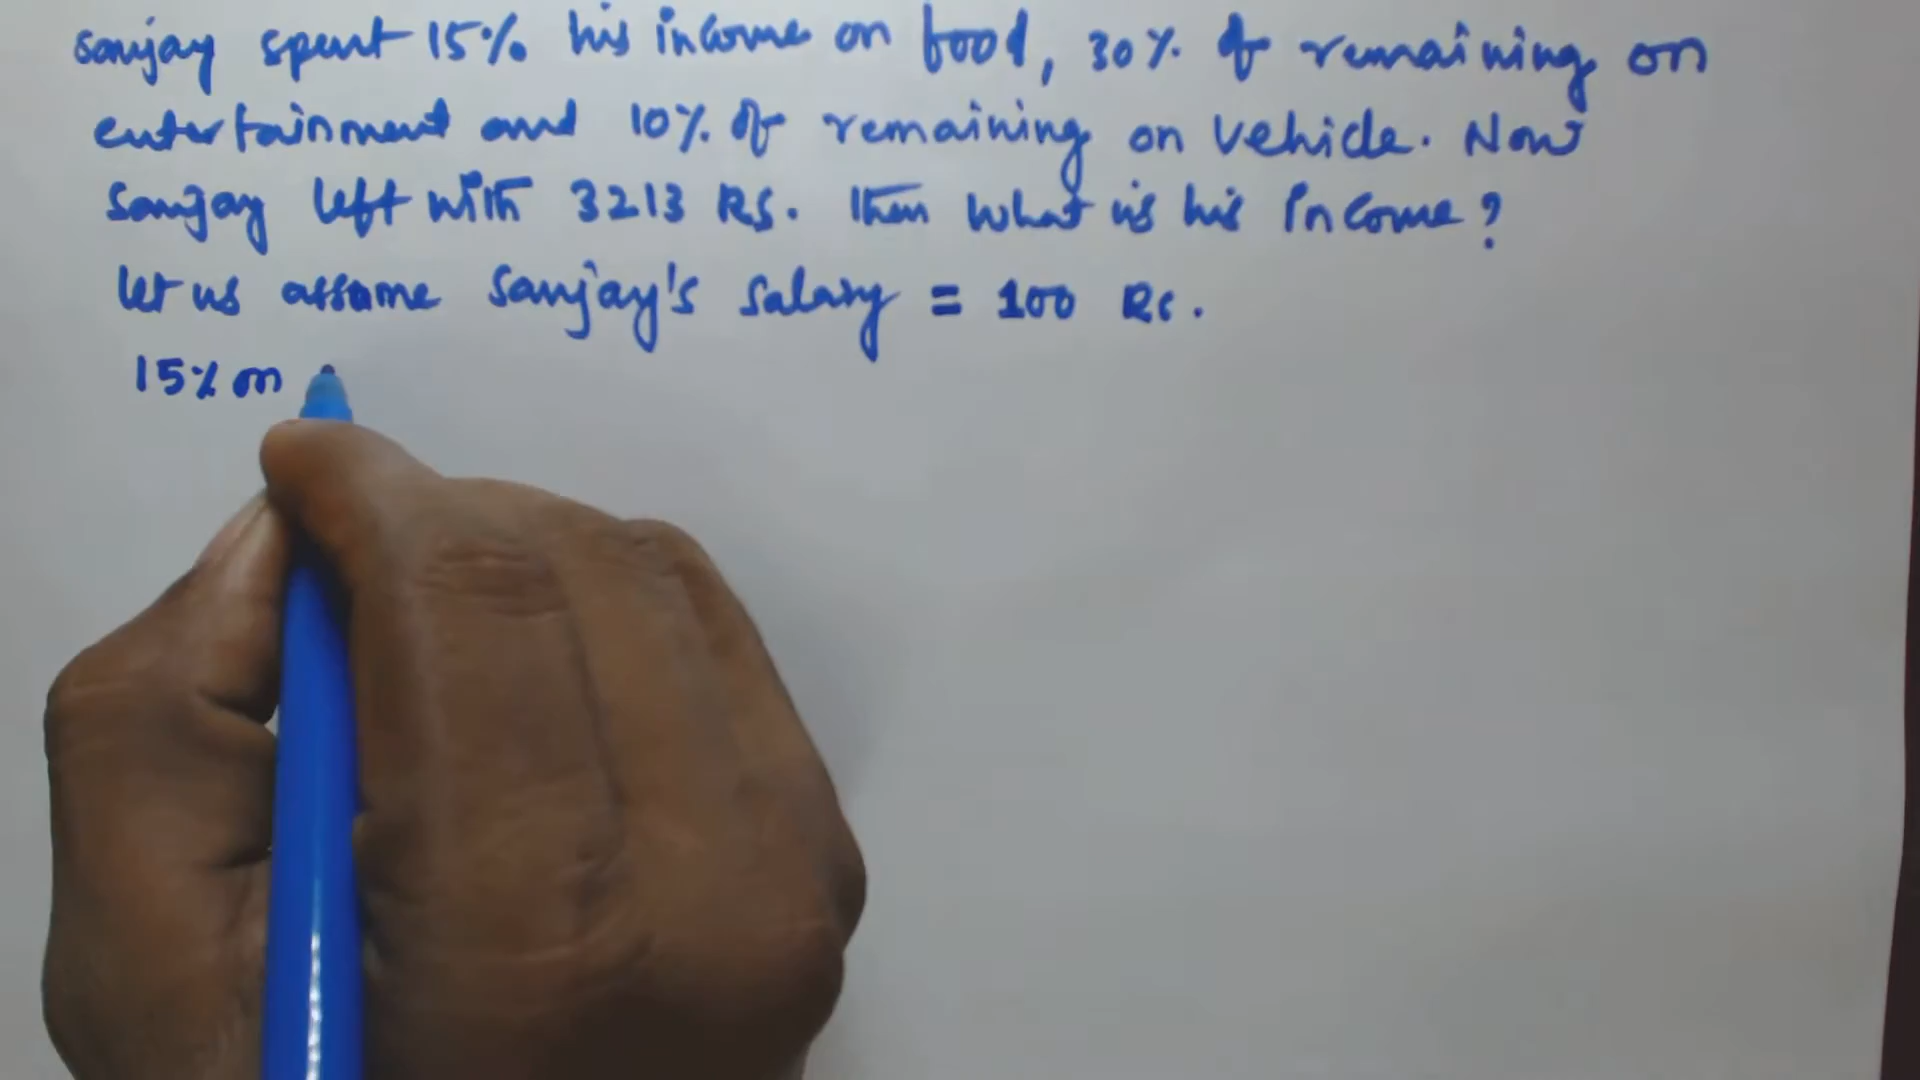 Sanjay spent 15% his income on food, 30% of remaining on
entertainment and 10% of remaining on vehicle. Now
Sanjay left with 3213 RS. Then what is his Income?
let us assume Sanjay's salary = 100 Rs.
15% on